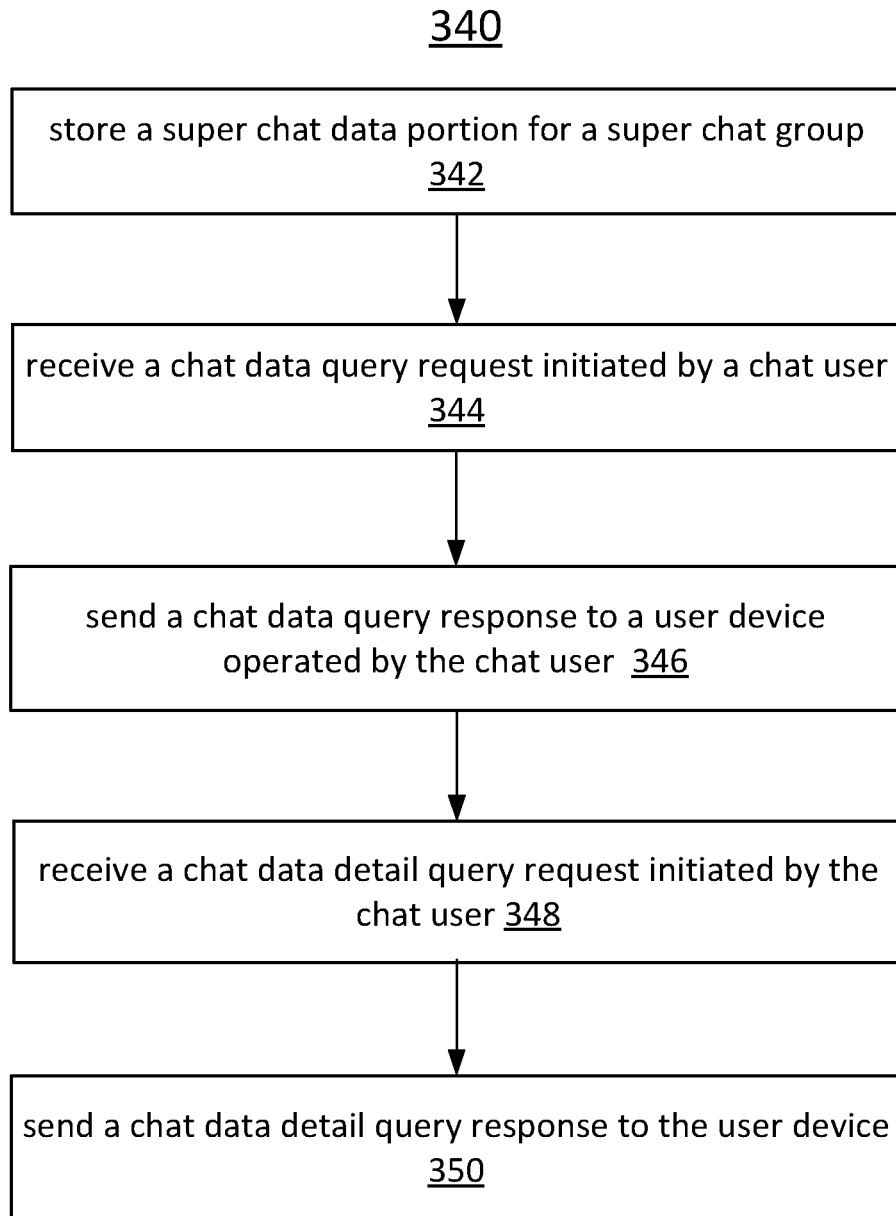 340
store a super chat data portion for a super chat group
342
receive a chat data query request initiated by a chat user
344
send a chat data query response to a user device
operated by the chat user 346
receive a chat data detail query request initiated by the
chat user 348
send a chat data detail query response to the user device
350